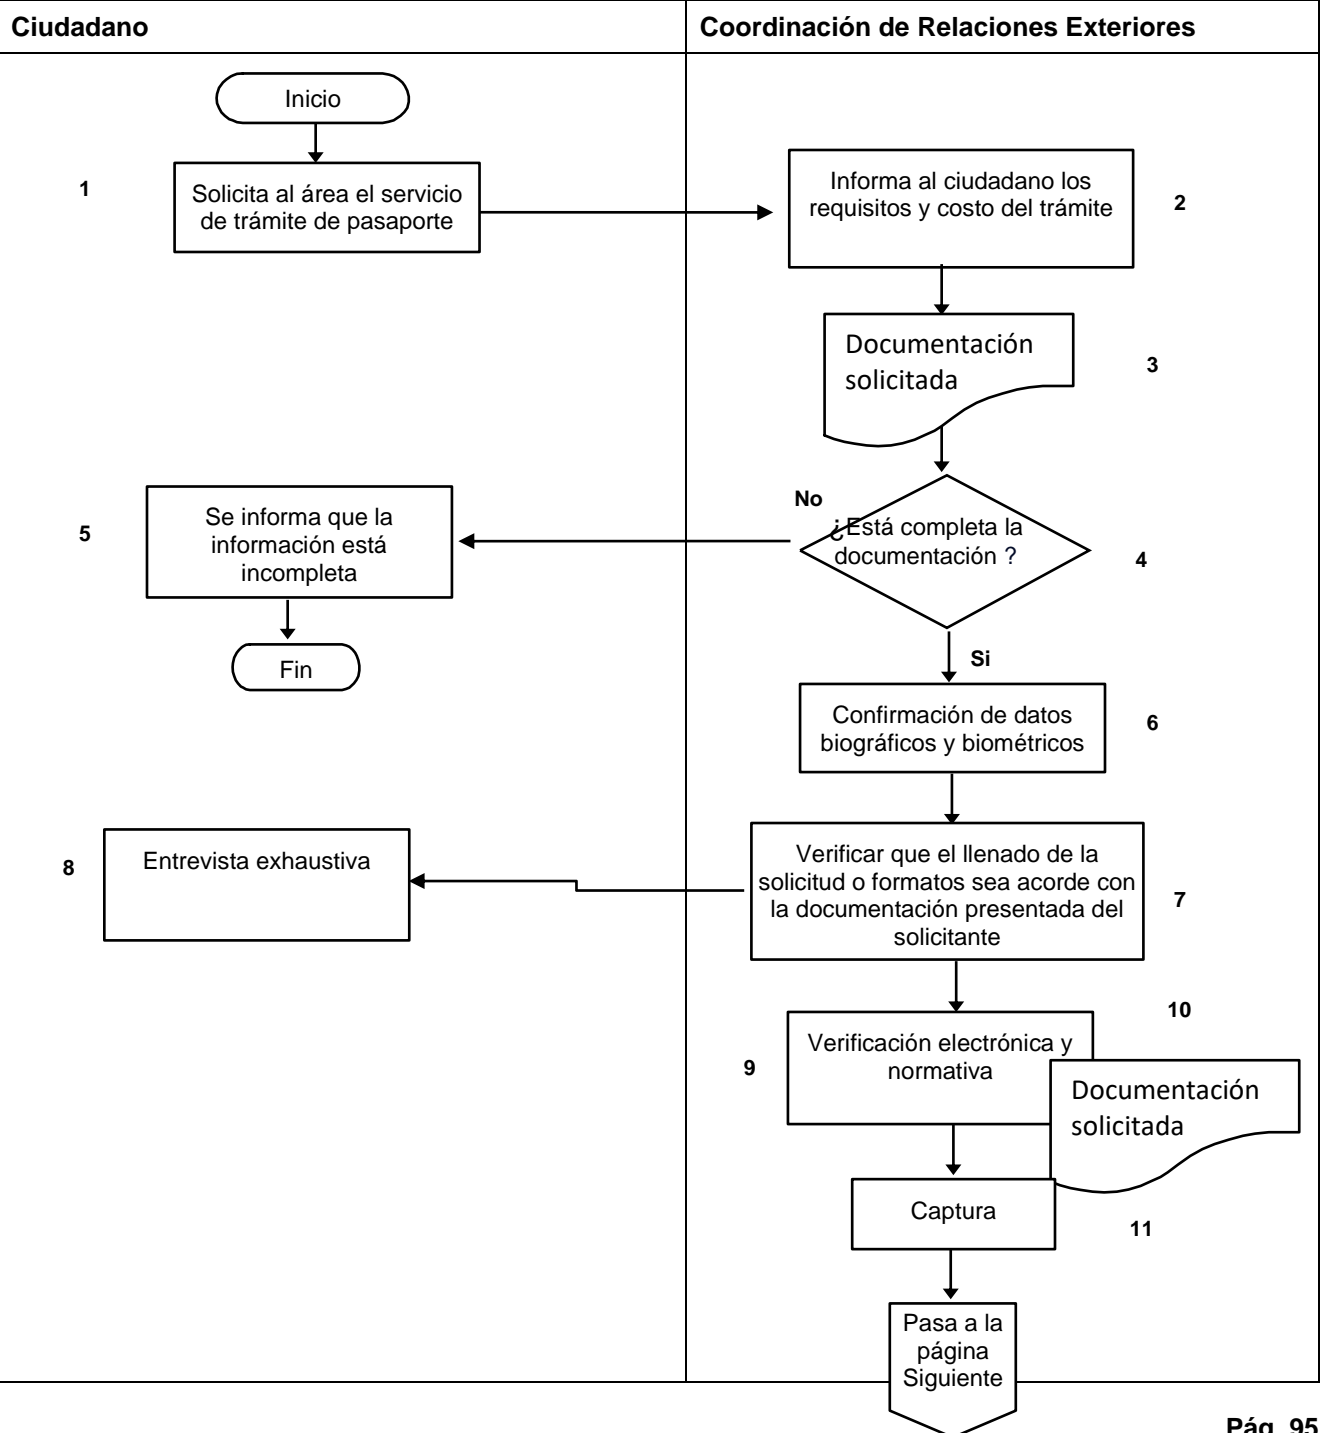 Ciudadano
Coordinación de Relaciones Exteriores
Inicio
1
Solicita al área el servicio
de trámite de pasaporte
Informa al ciudadano los
requisitos y costo del trámite
2
Documentación
solicitada
3
No
¿Está completa la
documentación ?
4
5
Se informa que la
información está
incompleta
Fin
Si
Confirmación de datos
biográficos y biométricos
6
Verificar que el llenado de la
solicitud o formatos sea acorde con
la documentación presentada del
solicitante
7
8
Entrevista exhaustiva
9
Verificación electrónica y
normativa
10
Documentación
solicitada
Captura
11
Pasa a la
página
Siguiente
Pág. 95